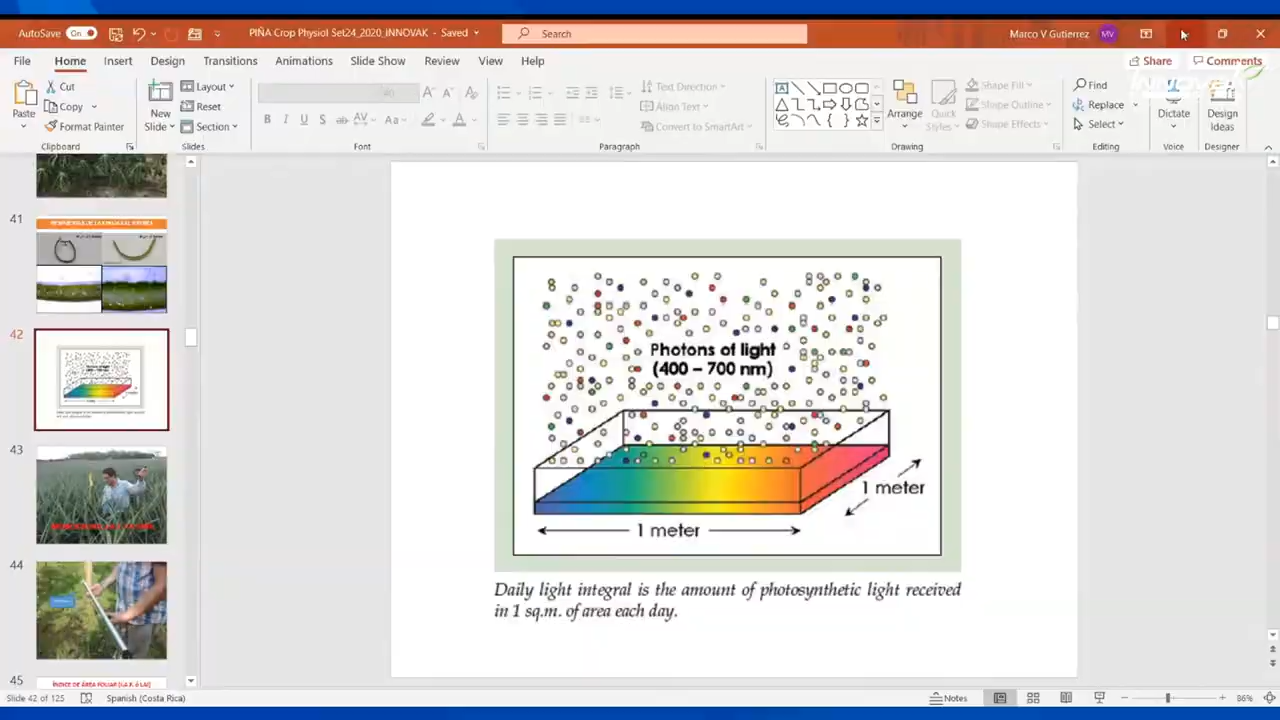 AutoSave On PIÑA Crop Physiol Set24_2020_INNOVAK - Saved Search Marco V Gutierrez MV
File Home Insert Design Transitions Animations Slide Show Review View Help Share Comments
Paste Cut Copy Format Painter
New Slide Layout Reset Section
Text Direction Align Text Convert to SmartArt
Arrange Quick Styles Shape Fill Shape Outline Shape Effects
Find Replace Select
Dictate Design Ideas
Clipboard Slides Font Paragraph Drawing Editing Voice Designer
41
42
43
44
45
ÍNDICE DE ÁREA FOLIAR
Photons of light
(400 – 700 nm)
1 meter
1 meter
Daily light integral is the amount of photosynthetic light received
in 1 sq.m. of area each day.
Slide 42 of 125 Spanish (Costa Rica) Notes 86%